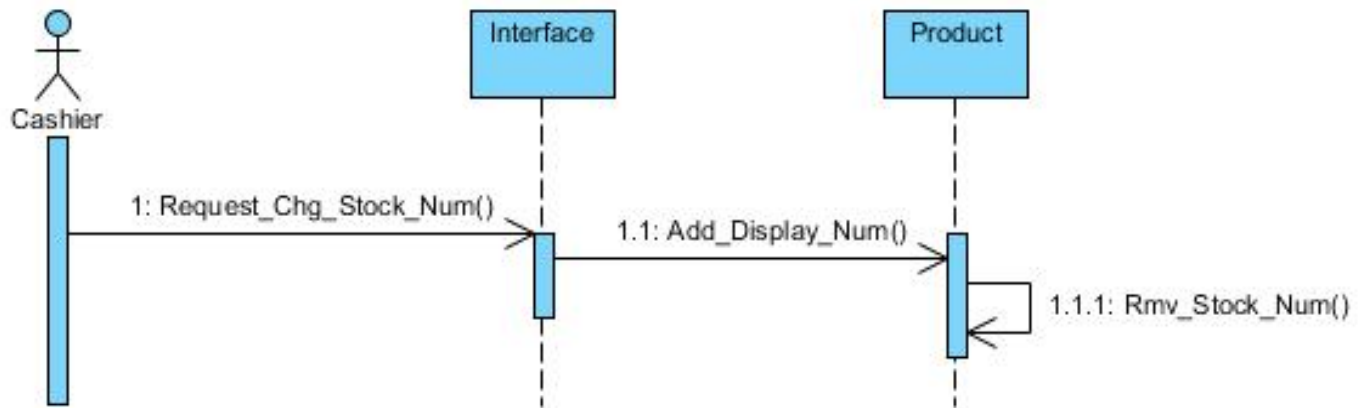 Interface
Product
Cashier
1: Request_Chg_Stock_Num()
1.1: Add_Display_Num()
1.1.1: Rmv_Stock_Num()